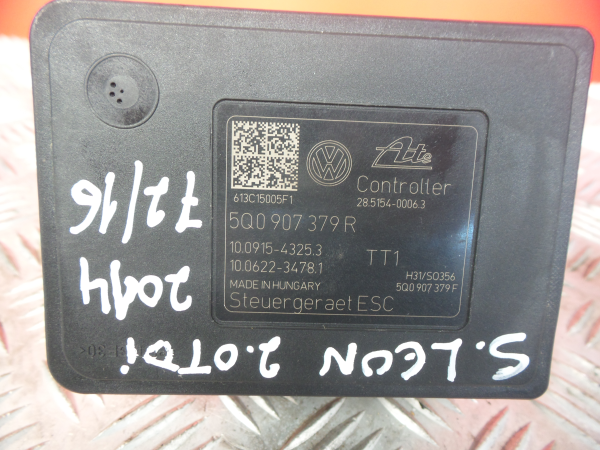 613C15005F1
Ate
Controller
28.5154-0006.3
5Q0 907 379 R
10.0915-4325.3
10.0622-3478.1
TT1
H31/SO356
MADE IN HUNGARY
5Q0 907 379 F
Steuergeraet ESC
72/16
2014
S.LEON 2.0TDi